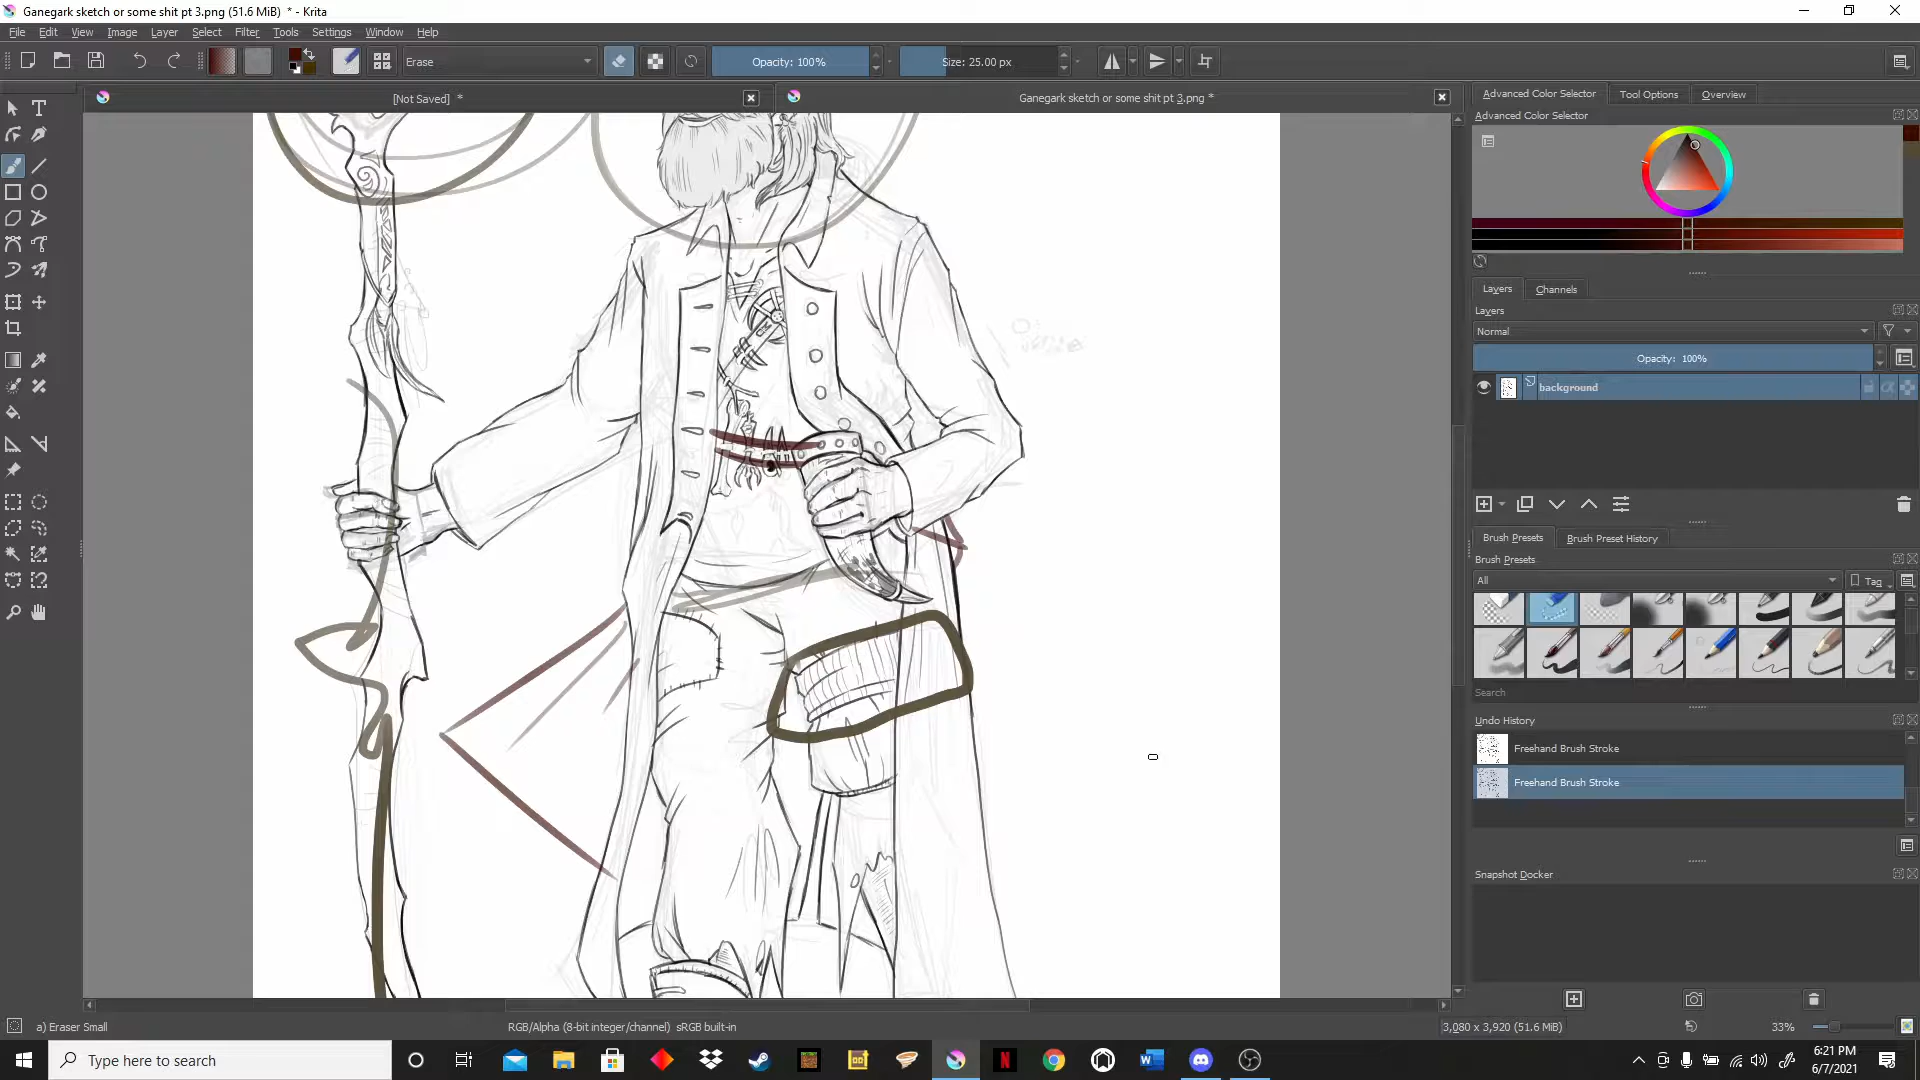 Ganegark sketch or some shit pt 3.png (51.6 MiB) * - Krita
File Edit View Image Layer Select Filter Tools Settings Window Help
Erase
Opacity: 100%
Size: 25.00 px
[Not Saved] *
Ganegark sketch or some shit pt 3.png *
Advanced Color Selector
Tool Options
Overview
Advanced Color Selector
Layers
Channels
Layers
Normal
Opacity: 100%
background
Brush Presets
Brush Preset History
Brush Presets
All
Tag
Search
Undo History
Freehand Brush Stroke
Freehand Brush Stroke
Snapshot Docker
a) Eraser Small
RGB/Alpha (8-bit integer/channel) sRGB built-in
3,080 x 3,920 (51.6 MiB)
33%
Type here to search
6:21 PM
6/7/2021